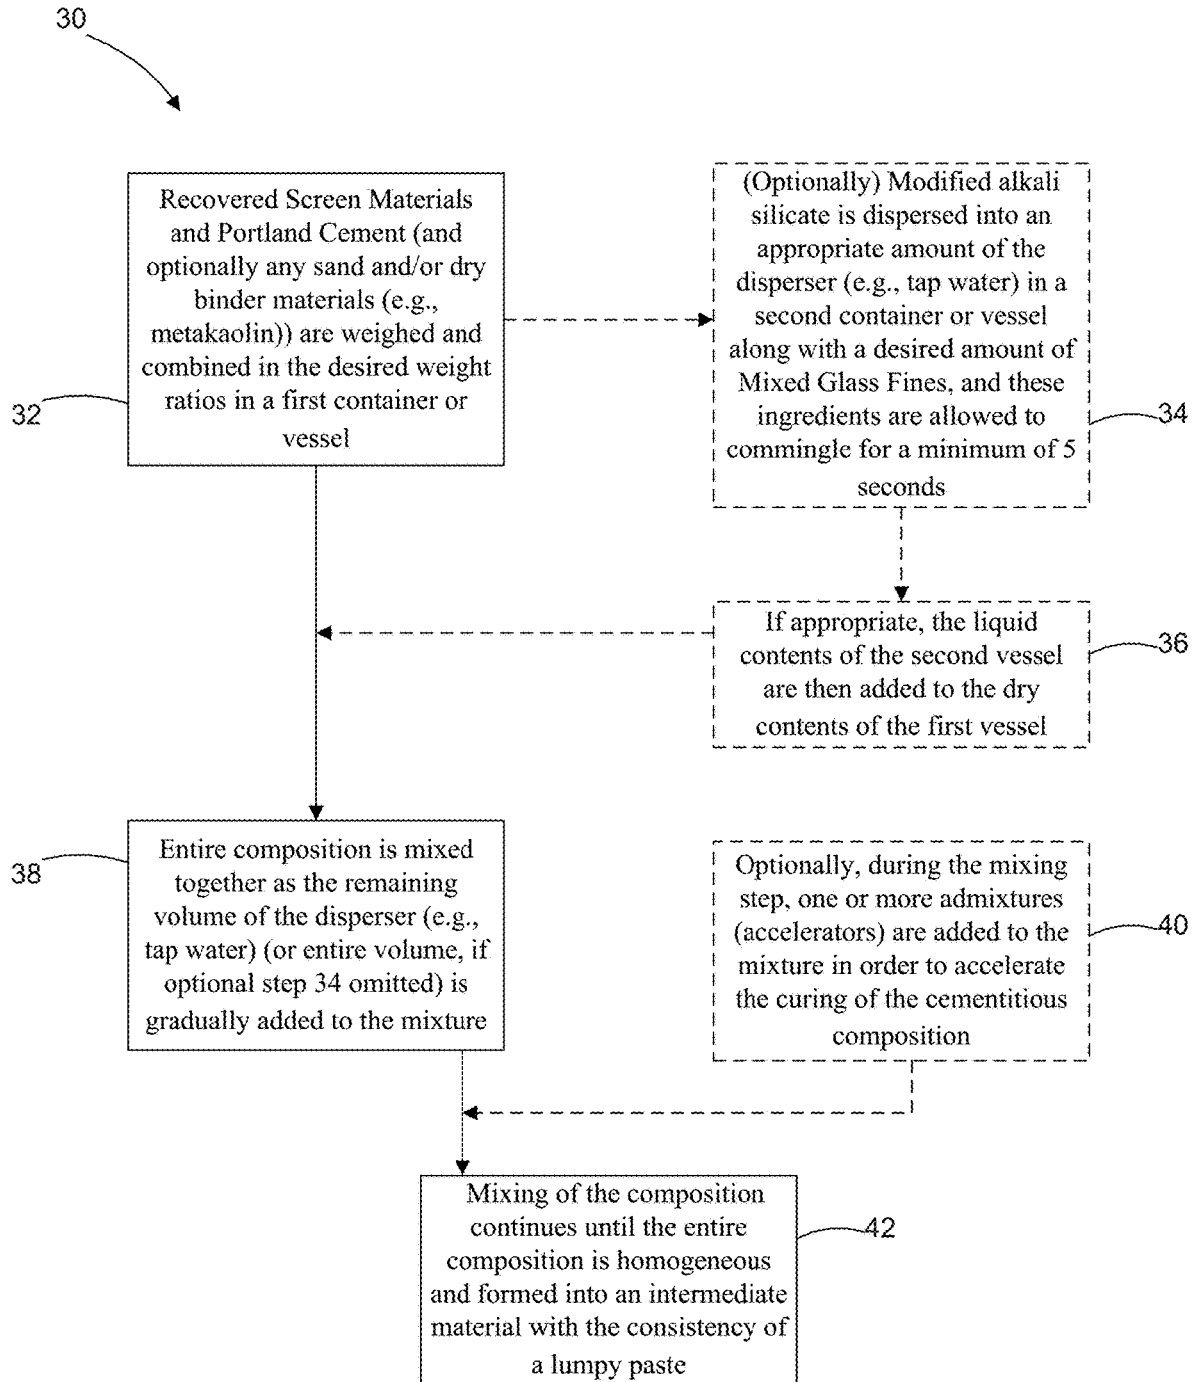 30
Recovered Screen Materials
and Portland Cement (and
optionally any sand and/or dry
binder materials (e.g.,
metakaolin)) are weighed and
combined in the desired weight
ratios in a first container or
vessel
32
(Optionally) Modified alkali
silicate is dispersed into an
appropriate amount of the
disperser (e.g., tap water) in a
second container or vessel
along with a desired amount of
Mixed Glass Fines, and these
ingredients are allowed to
commingle for a minimum of 5
seconds
34
If appropriate, the liquid
contents of the second vessel
are then added to the dry
contents of the first vessel
36
Entire composition is mixed
together as the remaining
volume of the disperser (e.g.,
tap water) (or entire volume, if
optional step 34 omitted) is
gradually added to the mixture
38
Optionally, during the mixing
step, one or more admixtures
(accelerators) are added to the
mixture in order to accelerate
the curing of the cementitious
composition
40
Mixing of the composition
continues until the entire
composition is homogeneous
and formed into an intermediate
material with the consistency of
a lumpy paste
42